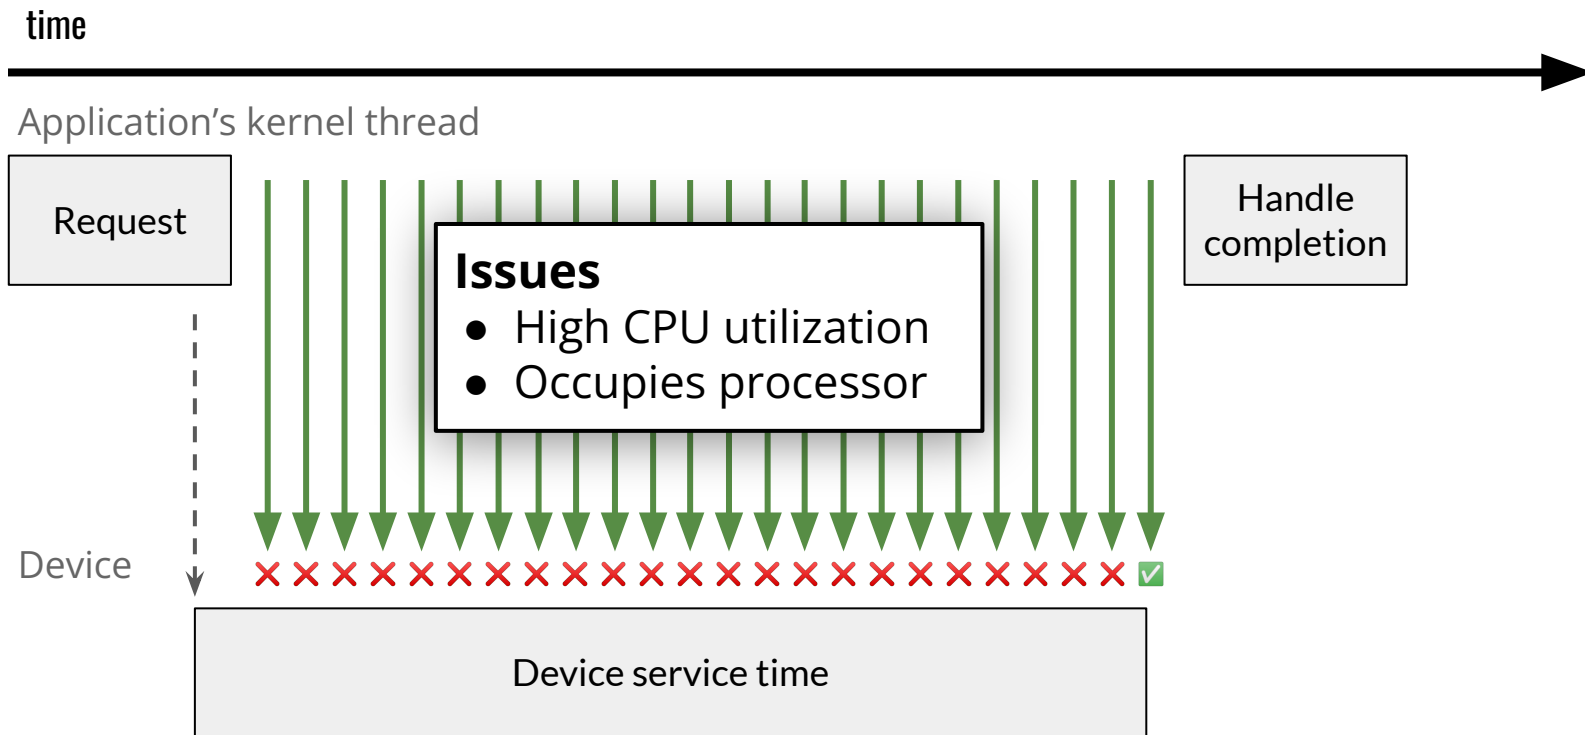 time
Application’s kernel thread
Request
Handle
completion
Issues
● High CPU utilization
● Occupies processor
Device
❌ ❌ ❌ ❌ ❌ ❌ ❌ ❌ ❌ ❌ ❌ ❌ ❌ ❌ ❌ ❌ ❌ ❌ ❌ ❌ ❌ ❌ ❌ ✅
Device service time